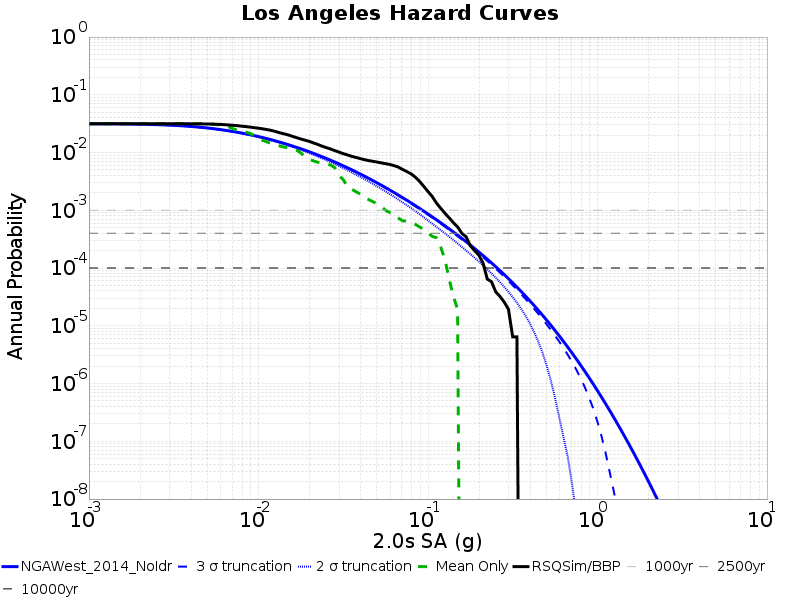 Los Angeles Hazard Curves
Annual Probability
10^0
10^-1
10^-2
10^-3
10^-4
10^-5
10^-6
10^-7
10^-8
10^-3 10^-2 10^-1 10^0 10^1
2.0s SA (g)
NGAWest_2014_NoIdr 3 σ truncation 2 σ truncation Mean Only RSQSim/BBP 1000yr 2500yr
10000yr